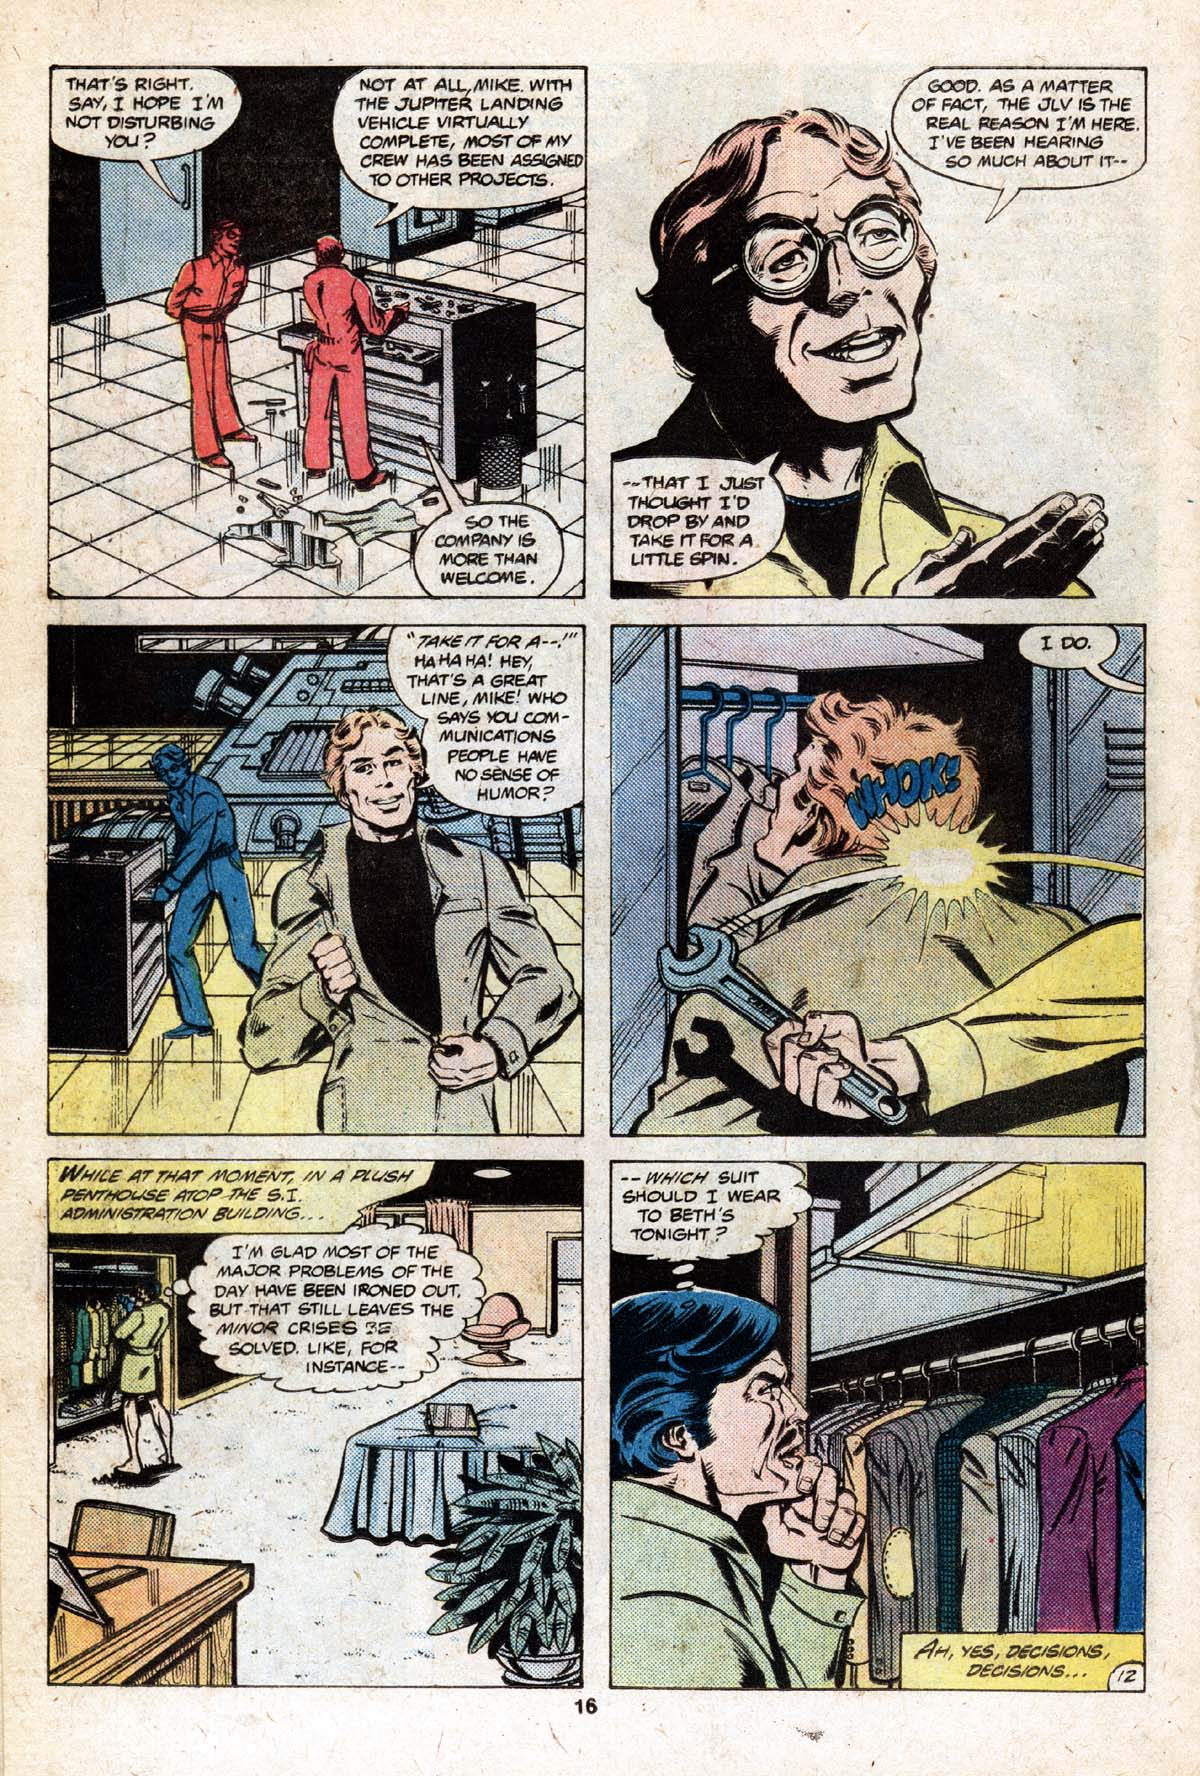 THAT'S RIGHT.
SAY, I HOPE I'M
NOT DISTURBING
YOU?
NOT AT ALL, MIKE. WITH
THE JUPITER LANDING
VEHICLE VIRTUALLY
COMPLETE, MOST OF MY
CREW HAS BEEN ASSIGNED
TO OTHER PROJECTS.
SO THE
COMPANY IS
MORE THAN
WELCOME.
GOOD. AS A MATTER
OF FACT, THE JLV IS THE
REAL REASON I'M HERE.
I'VE BEEN HEARING
SO MUCH ABOUT IT--
--THAT I JUST
THOUGHT I'D
DROP BY AND
TAKE IT FOR A
LITTLE SPIN.
"TAKE IT FOR A--!"
HA HA HA! HEY,
THAT'S A GREAT
LINE, MIKE! WHO
SAYS YOU COM-
MUNICATIONS
PEOPLE HAVE
NO SENSE OF
HUMOR?
I DO.
WHOK!
WHILE AT THAT MOMENT, IN A PLUSH
PENTHOUSE ATOP THE S.I.
ADMINISTRATION BUILDING...
I'M GLAD MOST OF THE
MAJOR PROBLEMS OF THE
DAY HAVE BEEN IRONED OUT,
BUT THAT STILL LEAVES THE
MINOR CRISES BE
SOLVED. LIKE, FOR
INSTANCE--
--WHICH SUIT
SHOULD I WEAR
TO BETH'S
TONIGHT?
AH, YES, DECISIONS,
DECISIONS...
12
16